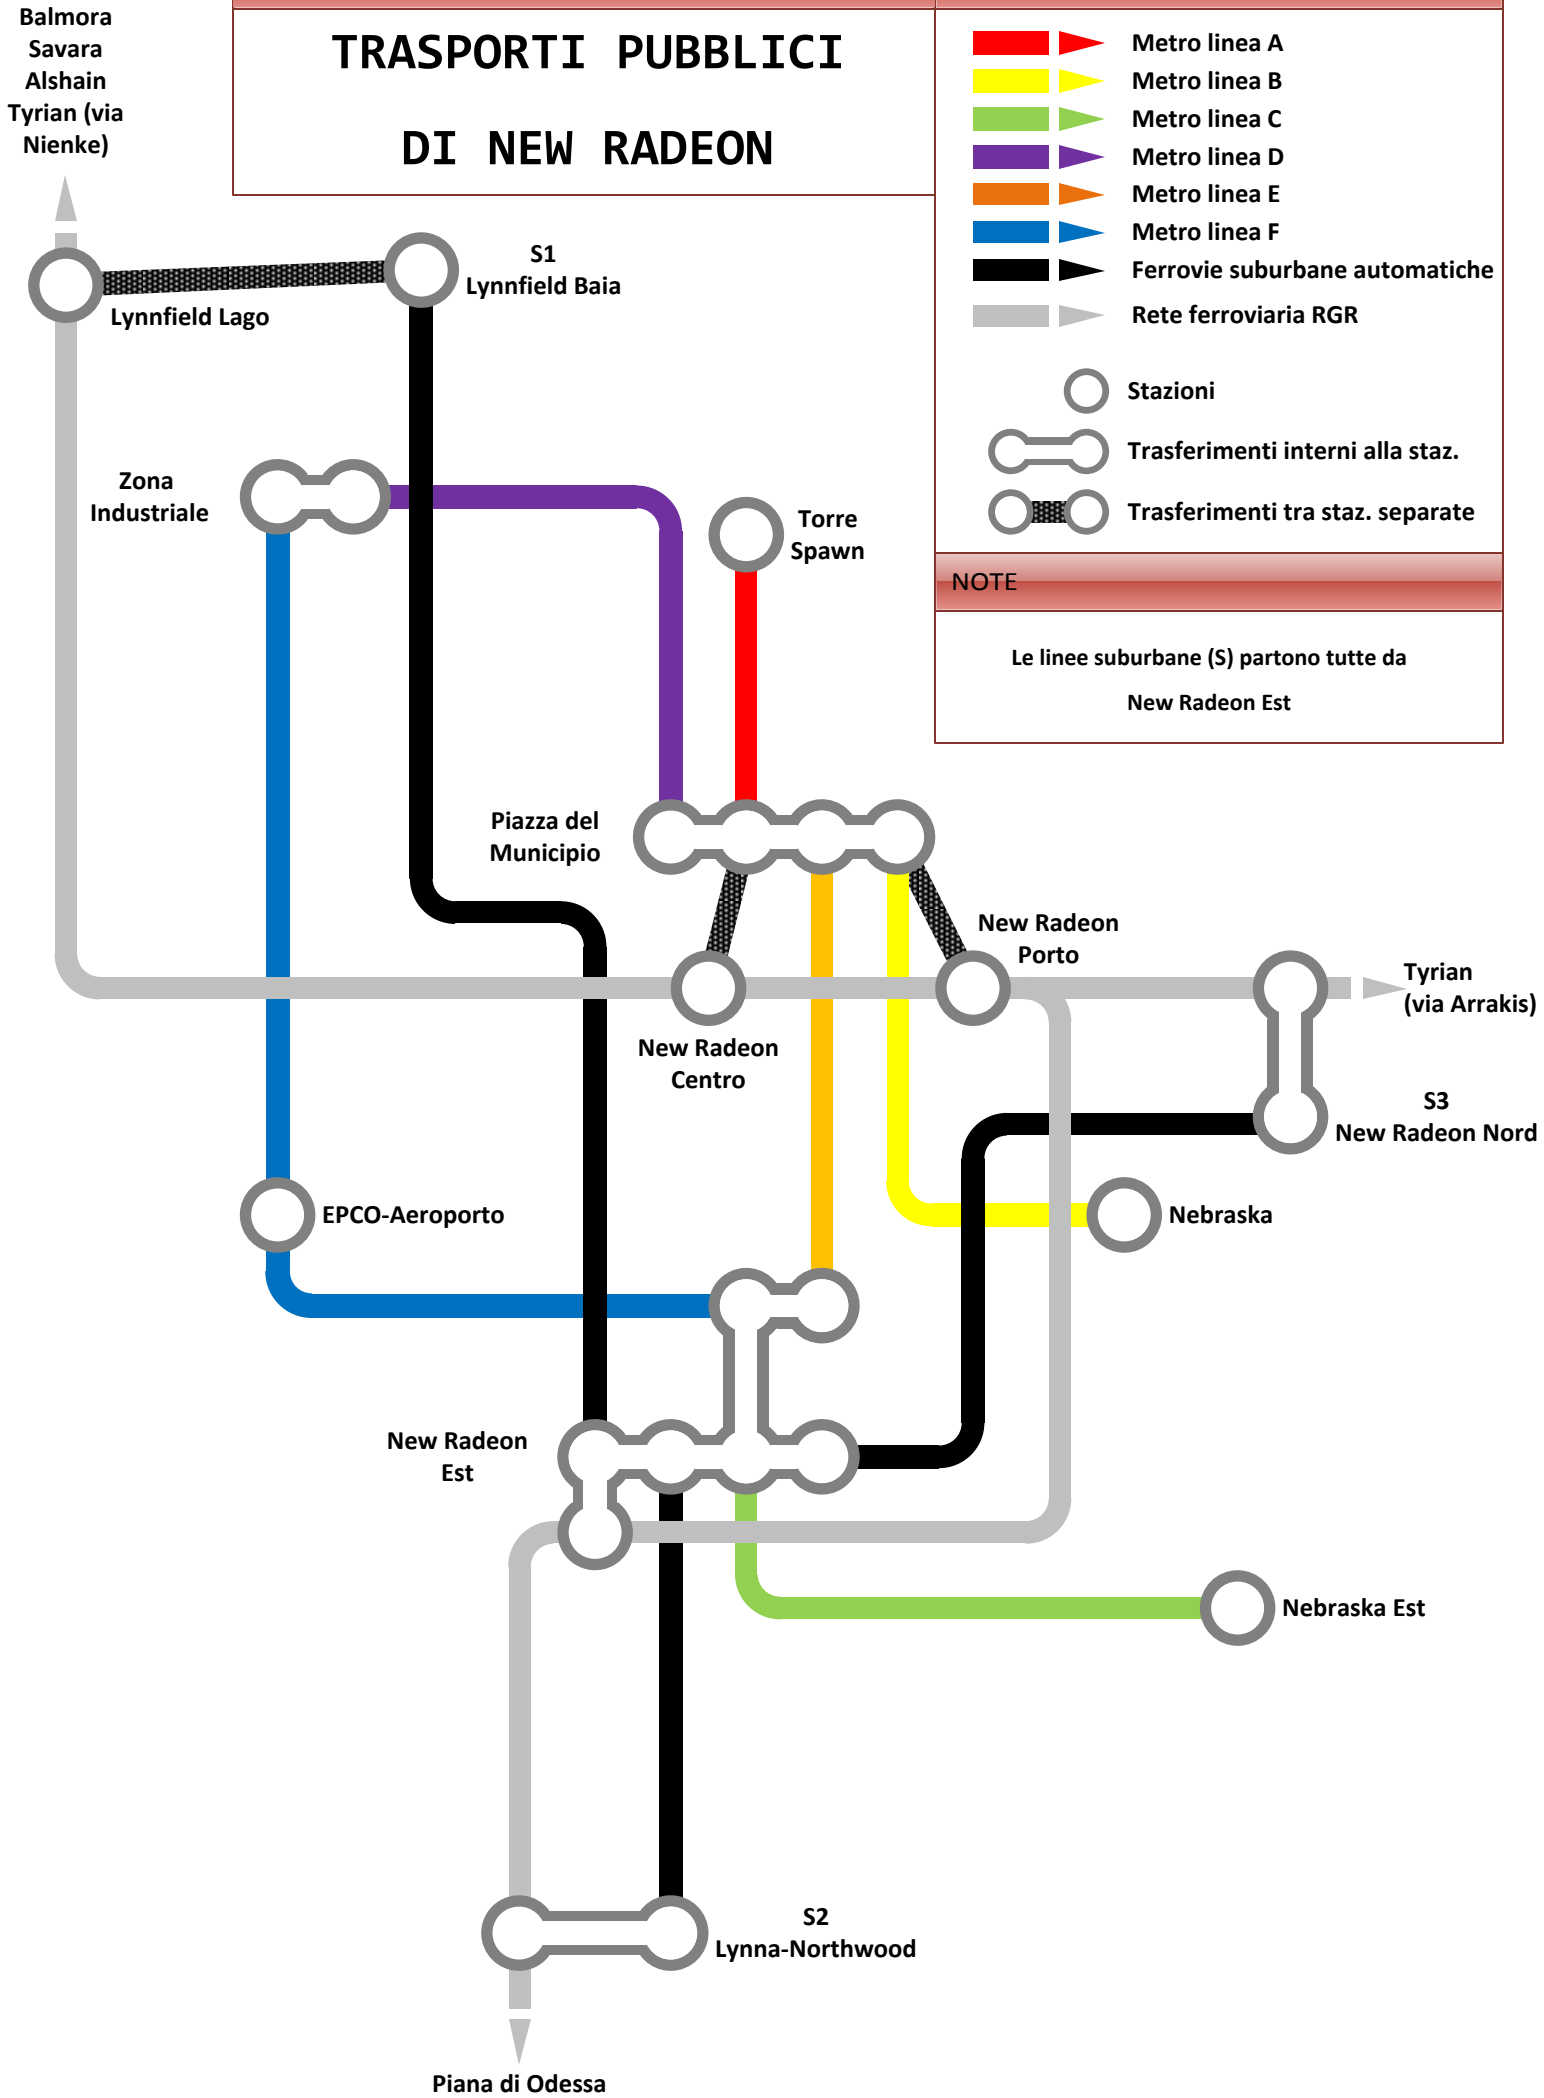 Balmora
Savara
Alshain
Tyrian (via
Nienke)
TRASPORTI PUBBLICI
DI NEW RADEON
Metro linea A
Metro linea B
Metro linea C
Metro linea D
Metro linea E
Metro linea F
Ferrovie suburbane automatiche
Rete ferroviaria RGR
Stazioni
Trasferimenti interni alla staz.
Trasferimenti tra staz. separate
NOTE
Le linee suburbane (S) partono tutte da
New Radeon Est
S1
Lynnfield Baia
Lynnfield Lago
Zona
Industriale
Torre
Spawn
Piazza del
Municipio
New Radeon
Porto
Tyrian
(via Arrakis)
New Radeon
Centro
S3
New Radeon Nord
EPCO-Aeroporto
Nebraska
New Radeon
Est
Nebraska Est
S2
Lynna-Northwood
Piana di Odessa